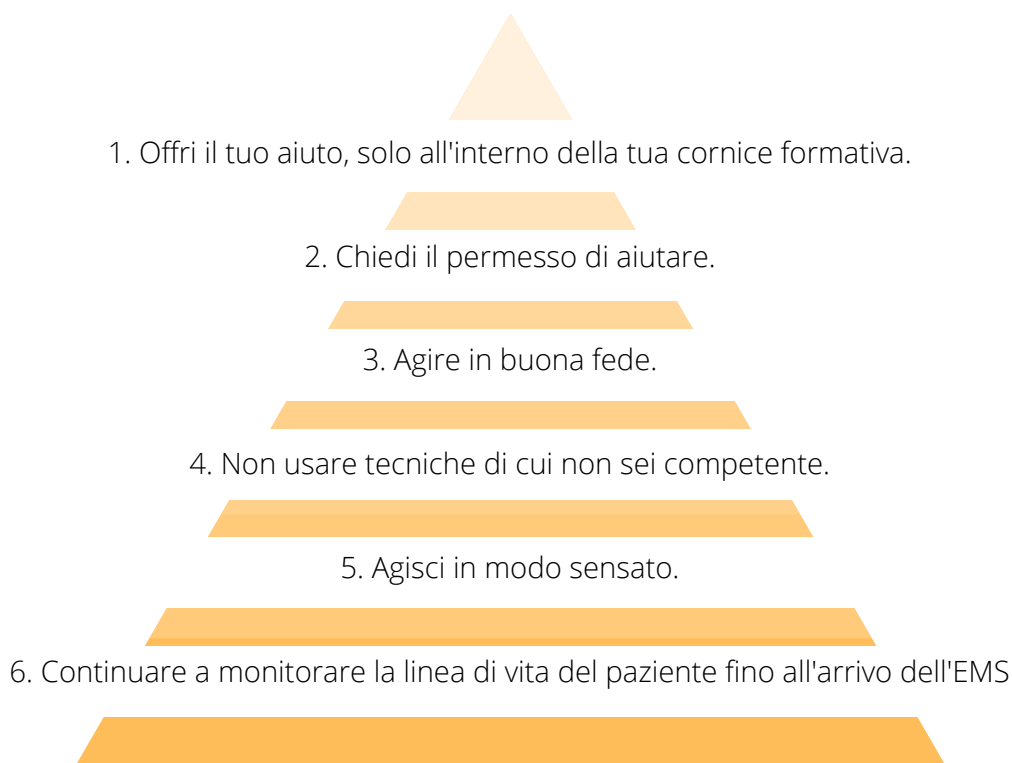 1. Offri il tuo aiuto, solo all'interno della tua cornice formativa.
2. Chiedi il permesso di aiutare.
3. Agire in buona fede.
4. Non usare tecniche di cui non sei competente.
5. Agisci in modo sensato.
6. Continuare a monitorare la linea di vita del paziente fino all'arrivo dell'EMS